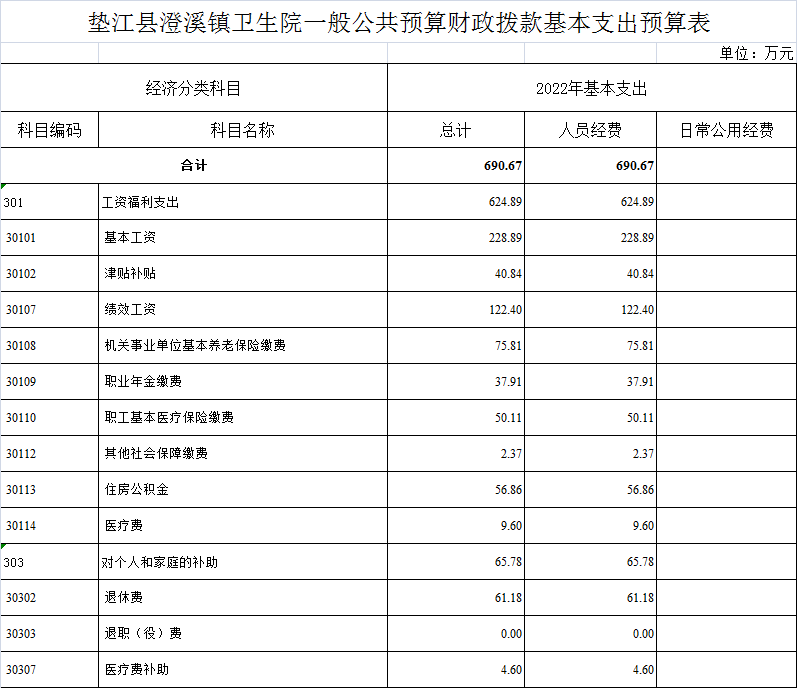 垫江县澄溪镇卫生院一般公共预算财政拨款基本支出预算表
单位：万元
经济分类科目 2022年基本支出
科目编码 科目名称 总计 人员经费 日常公用经费
合计 690.67 690.67
301 工资福利支出 624.89 624.89
30101 基本工资 228.89 228.89
30102 津贴补贴 40.84 40.84
30107 绩效工资 122.40 122.40
30108 机关事业单位基本养老保险缴费 75.81 75.81
30109 职业年金缴费 37.91 37.91
30110 职工基本医疗保险缴费 50.11 50.11
30112 其他社会保障缴费 2.37 2.37
30113 住房公积金 56.86 56.86
30114 医疗费 9.60 9.60
303 对个人和家庭的补助 65.78 65.78
30302 退休费 61.18 61.18
30303 退职（役）费 0.00 0.00
30307 医疗费补助 4.60 4.60